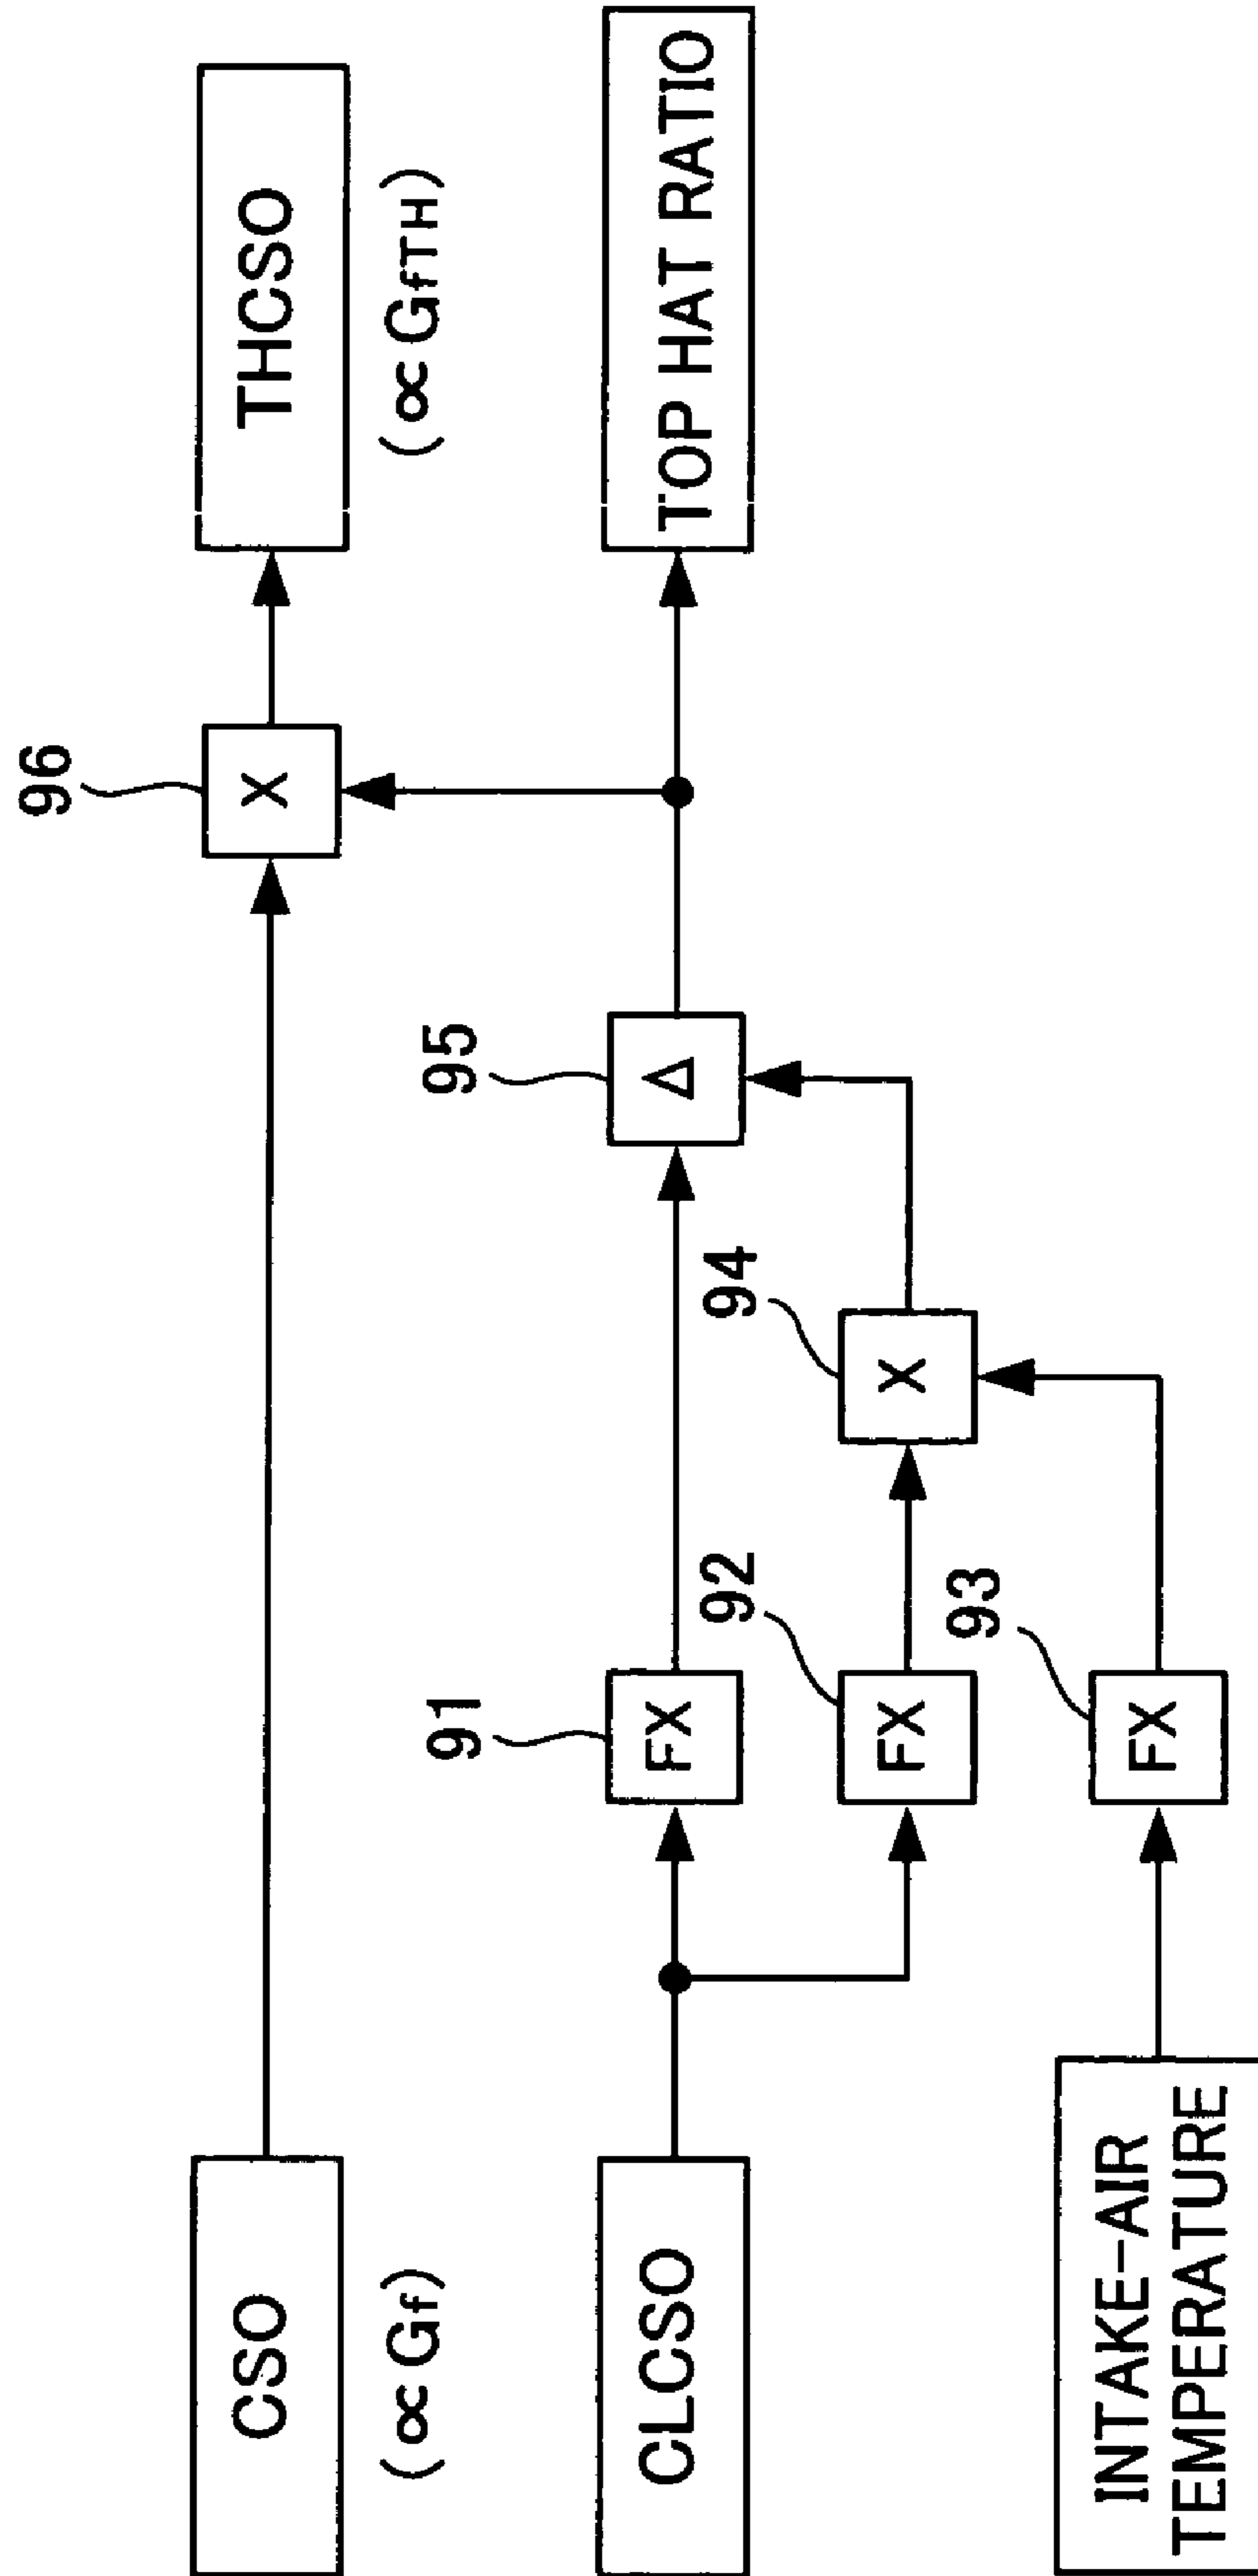 96
CSO
X
THCSO
(∝Gf)
(∝GfTH)
91
95
CLCSO
FX
Δ
TOP HAT RATIO
92
94
FX
X
93
INTAKE-AIR
TEMPERATURE
FX